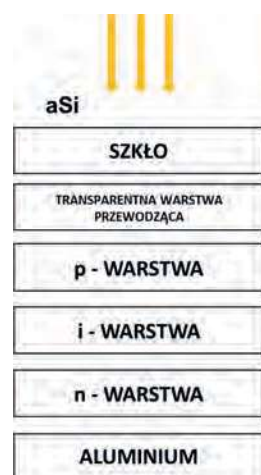 aSi
SZKŁO
TRANSPARENTNA WARSTWA
PRZEWODZĄCA
p - WARSTWA
i - WARSTWA
n - WARSTWA
ALUMINIUM